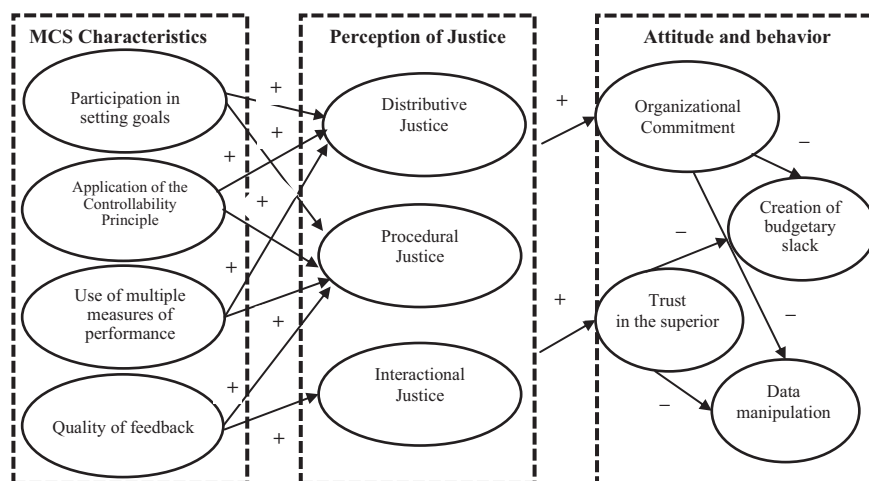 MCS Characteristics
Participation in
setting goals
Application of the
Controllability
Principle
Use of multiple
measures of
performance
Quality of feedback
+
+
+
+
+
+
+
+
Perception of Justice
Distributive
Justice
Procedural
Justice
Interactional
Justice
+
+
Attitude and behavior
Organizational
Commitment
–
Creation of
budgetary
slack
–
Trust
in the superior
–
Data
manipulation
–